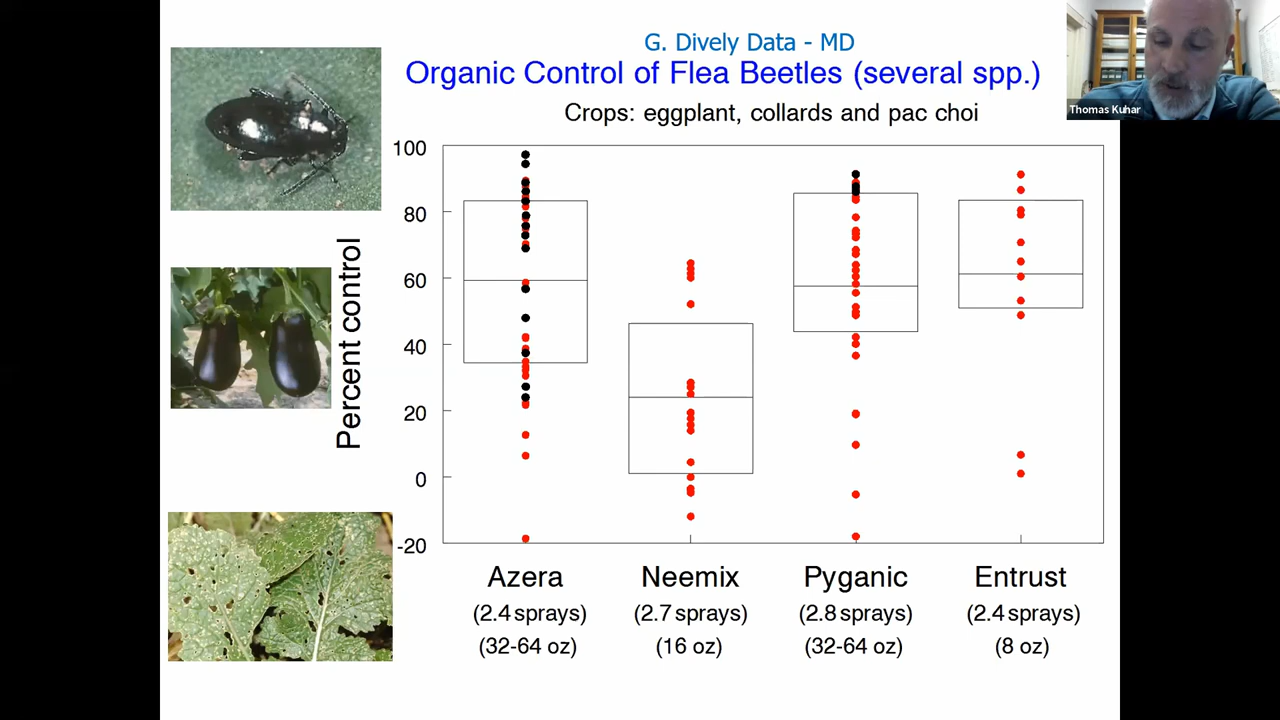 G. Dively Data - MD
Organic Control of Flea Beetles (several spp.)
Crops: eggplant, collards and pac choi
Thomas Kuhar
Percent control
100
80
60
40
20
0
-20
Azera Neemix Pyganic Entrust
(2.4 sprays) (2.7 sprays) (2.8 sprays) (2.4 sprays)
(32-64 oz) (16 oz) (32-64 oz) (8 oz)